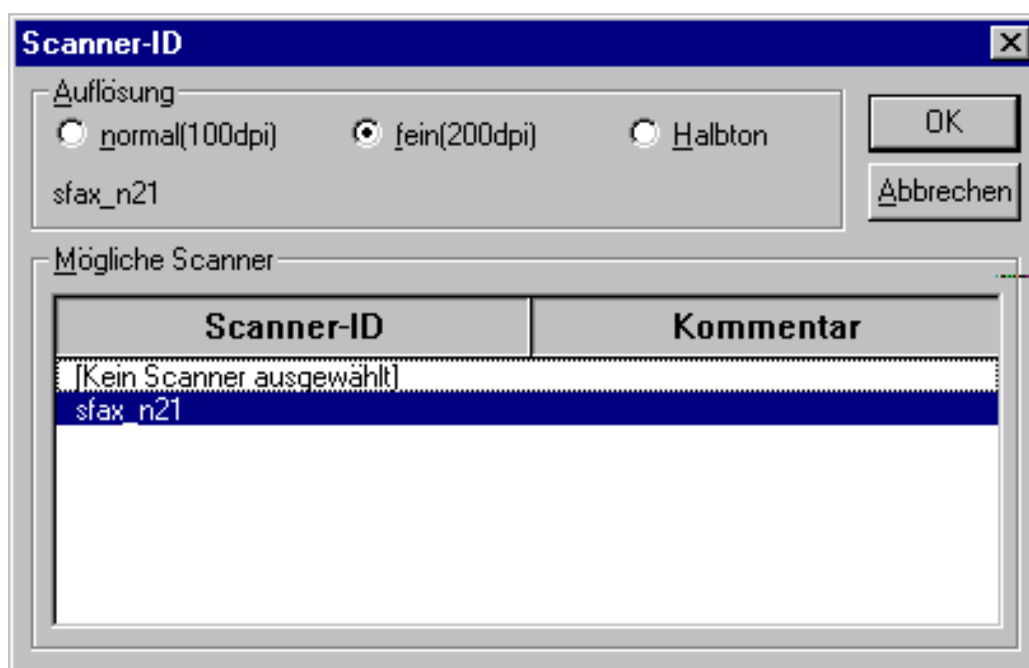 Scanner-ID
Auflösung
normal(100dpi) fein(200dpi) Halbton
OK
sfax_n21
Abbrechen
Mögliche Scanner
Scanner-ID Kommentar
[Kein Scanner ausgewählt]
sfax_n21